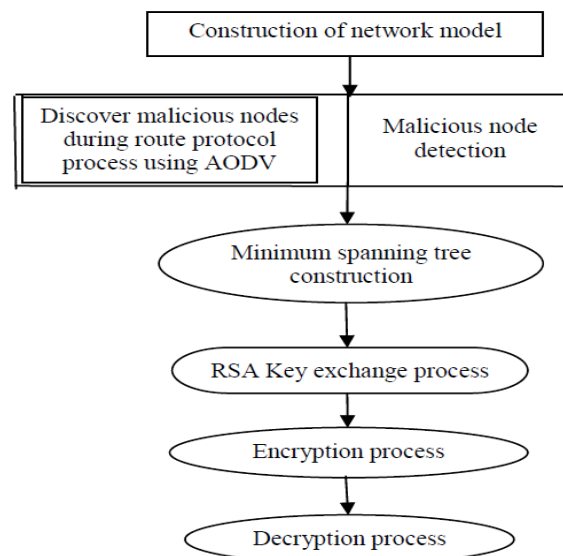 Construction of network model
Discover malicious nodes
during route protocol
process using AODV
Malicious node
detection
Minimum spanning tree
construction
RSA Key exchange process
Encryption process
Decryption process